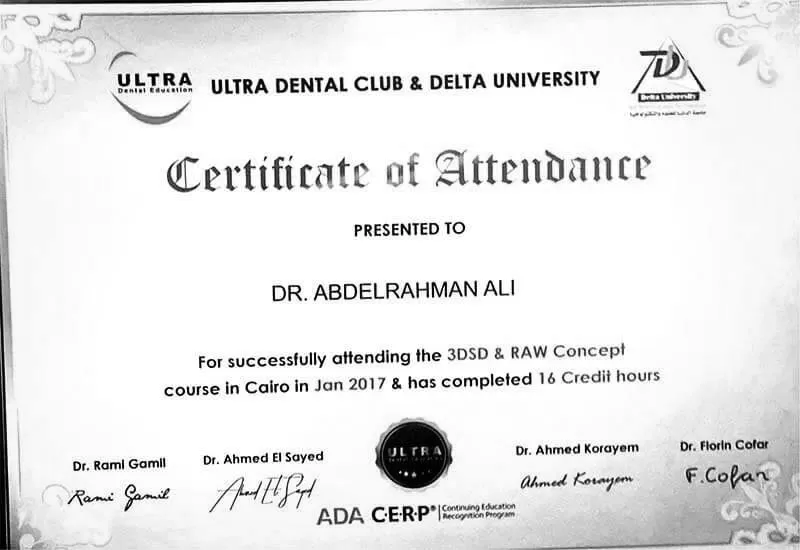 ULTRA
Dental Education
ULTRA DENTAL CLUB & DELTA UNIVERSITY
Delta University
Certificate of Attendance
PRESENTED TO
DR. ABDELRAHMAN ALI
For successfully attending the 3DSD & RAW Concept
course in Cairo in Jan 2017 & has completed 16 Credit hours
Dr. Rami Gamil
Dr. Ahmed El Sayed
Dr. Ahmed Korayem
Dr. Florin Cofar
Rami Gamil
Ahmed El Sayed
ULTRA
Ahmed Korayem
F.Cofar
ADA C·E·R·P® | Continuing Education
Recognition Program